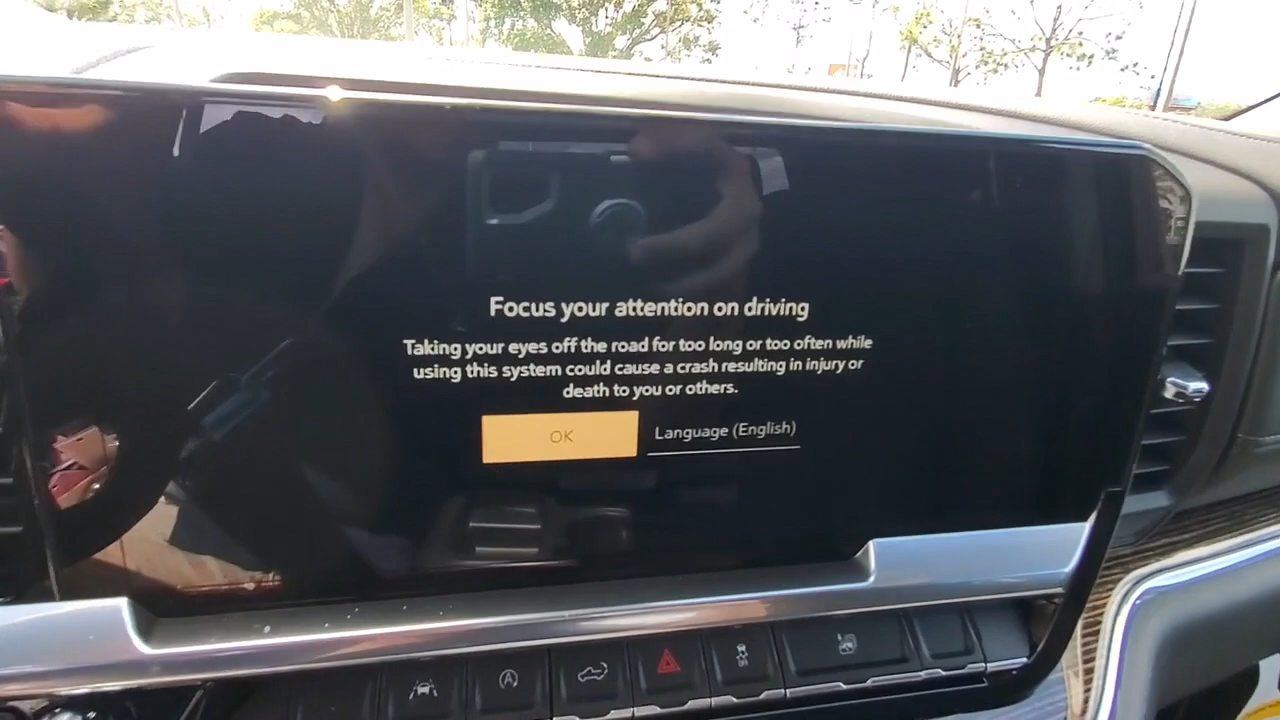 Focus your attention on driving
Taking your eyes off the road for too long or too often while
using this system could cause a crash resulting in injury or
death to you or others.
OK
Language (English)
A